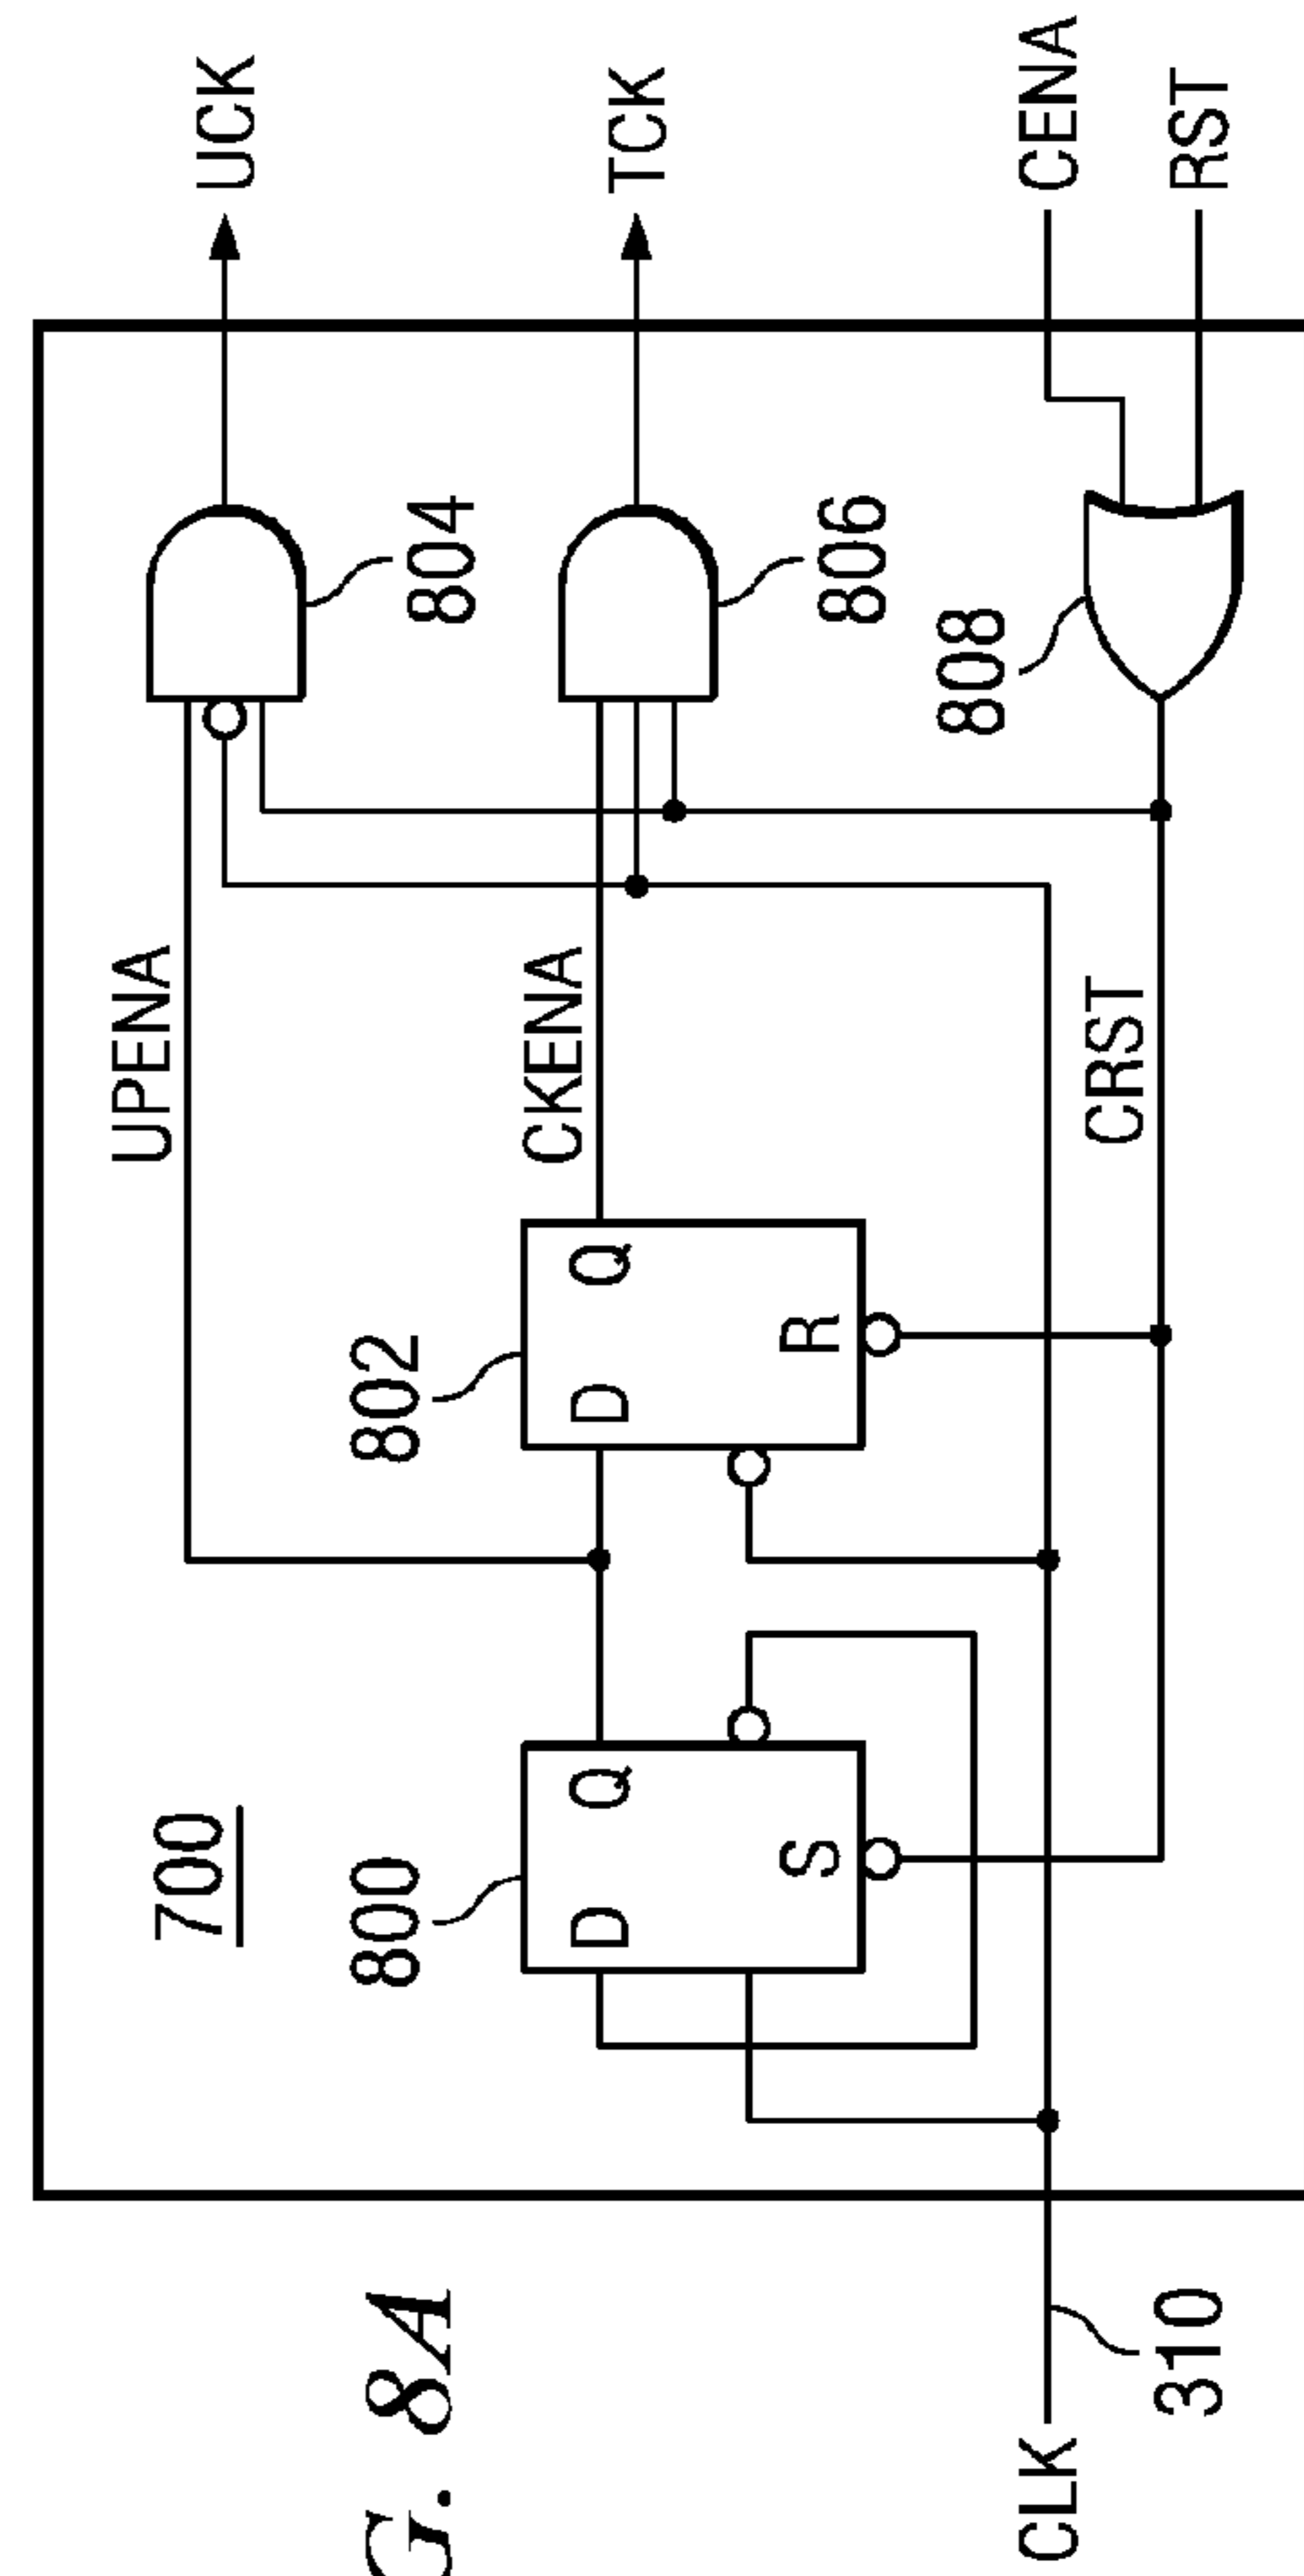 G. 8A
700
UPENA
804
UCK
800
D
Q
S
802
D
Q
R
CKENA
806
TCK
808
CRST
CLK
310
CENA
RST